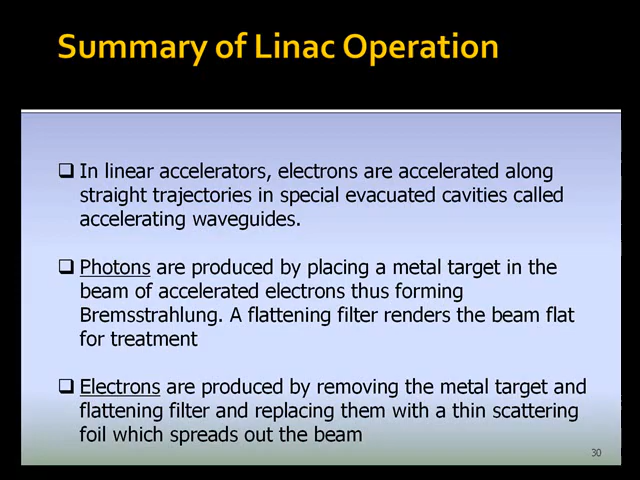 Summary of Linac Operation
❑ In linear accelerators, electrons are accelerated along
straight trajectories in special evacuated cavities called
accelerating waveguides.
❑ Photons are produced by placing a metal target in the
beam of accelerated electrons thus forming
Bremsstrahlung. A flattening filter renders the beam flat
for treatment
❑ Electrons are produced by removing the metal target and
flattening filter and replacing them with a thin scattering
foil which spreads out the beam
30